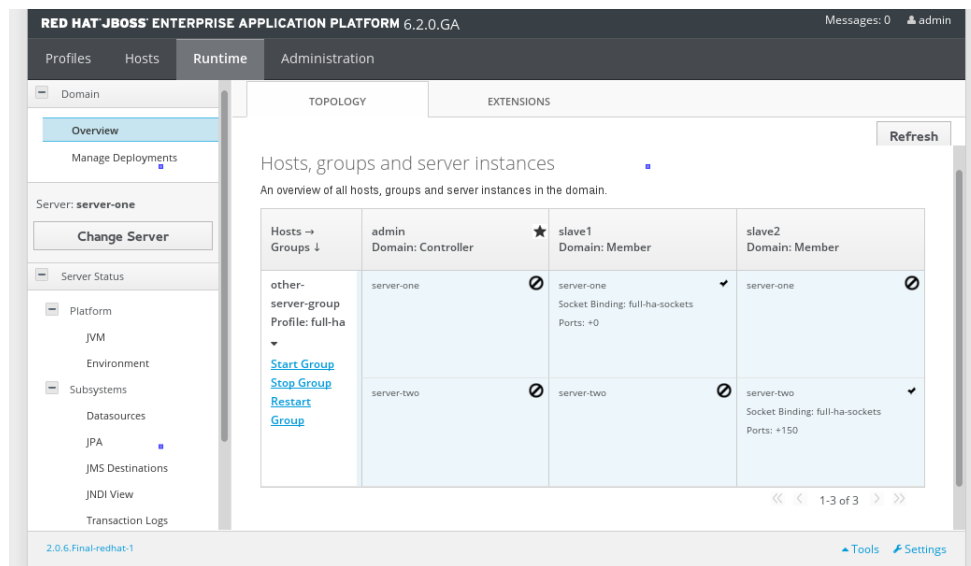 RED HAT JBOSS ENTERPRISE APPLICATION PLATFORM 6.2.0.GA
Messages: 0 admin
Profiles Hosts Runtime Administration
Domain
Overview
Manage Deployments
Server: server-one
Change Server
Server Status
Platform
JVM
Environment
Subsystems
Datasources
JPA
JMS Destinations
JNDI View
Transaction Logs
TOPOLOGY EXTENSIONS
Refresh
Hosts, groups and server instances
An overview of all hosts, groups and server instances in the domain.
Hosts →
Groups ↓
admin
Domain: Controller
slave1
Domain: Member
slave2
Domain: Member
other-
server-group
Profile: full-ha
Start Group
Stop Group
Restart
Group
server-one
server-one
Socket Binding: full-ha-sockets
Ports: +0
server-one
server-two
server-two
server-two
Socket Binding: full-ha-sockets
Ports: +150
1-3 of 3
2.0.6.Final-redhat-1
Tools Settings